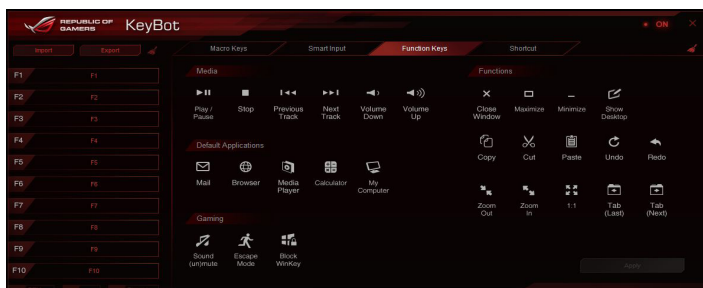 REPUBLIC OF
GAMERS
KeyBot
ON
Import
Export
Macro Keys
Smart Input
Function Keys
Shortcut
F1
F1
F2
F2
F3
F3
F4
F4
F5
F5
F6
F6
F7
F7
F8
F8
F9
F9
F10
F10
Media
Play /
Pause
Stop
Previous
Track
Next
Track
Volume
Down
Volume
Up
Default Applications
Mail
Browser
Media
Player
Calculator
My
Computer
Gaming
Sound
(un)mute
Escape
Mode
Block
WinKey
Functions
Close
Window
Maximize
Minimize
Show
Desktop
Copy
Cut
Paste
Undo
Redo
Zoom
Out
Zoom
In
1:1
Tab
(Last)
Tab
(Next)
Apply